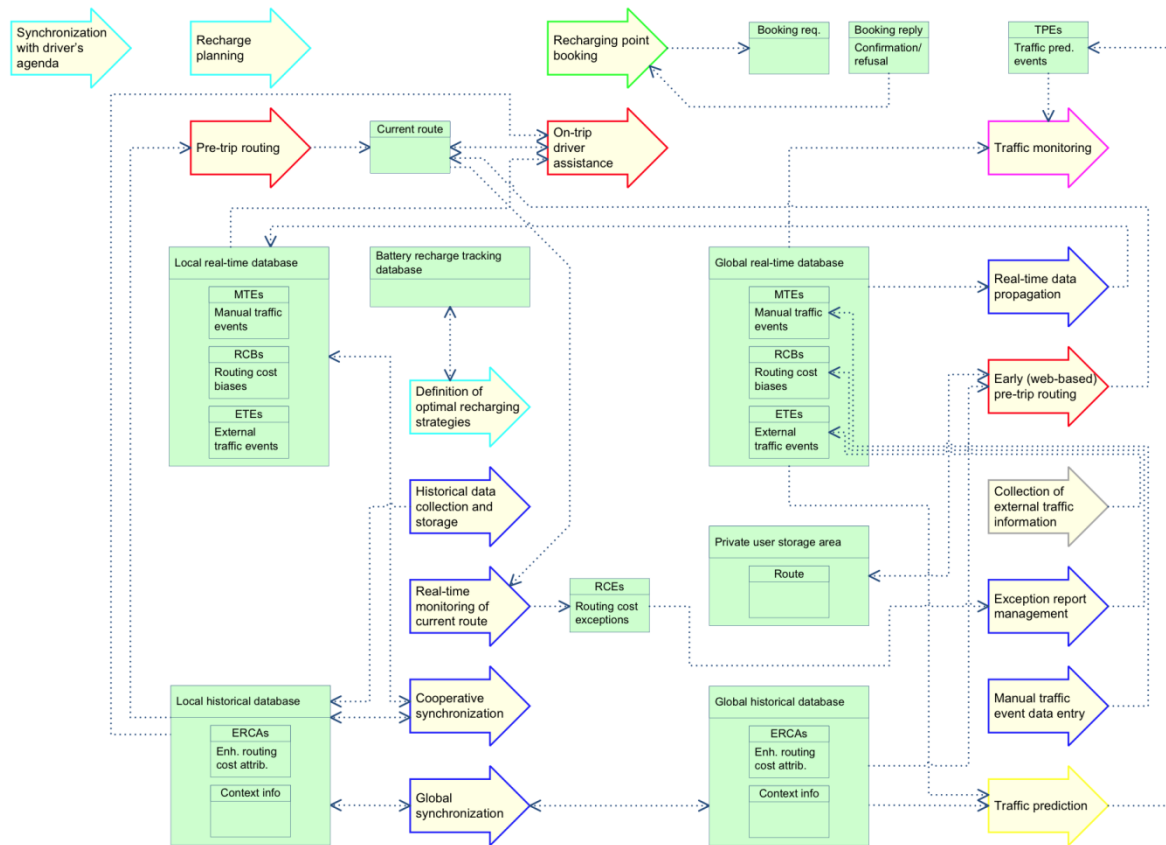 Synchronization
with driver's
agenda
Recharge
planning
Recharging point
booking
Booking req.
Booking reply
Confirmation/
refusal
TPEs
Traffic pred.
events
Pre-trip routing
Current route
On-trip
driver
assistance
Traffic monitoring
Local real-time database
MTEs
Manual traffic
events
RCBs
Routing cost
biases
ETEs
External
traffic events
Battery recharge tracking
database
Global real-time database
MTEs
Manual traffic
events
RCBs
Routing cost
biases
ETEs
External
traffic events
Real-time data
propagation
Definition of
optimal recharging
strategies
Early (web-based)
pre-trip routing
Historical data
collection and
storage
Collection of
external traffic
information
Private user storage area
Route
Real-time
monitoring of
current route
RCEs
Routing cost
exceptions
Exception report
management
Local historical database
ERCAs
Enh. routing
cost attrib.
Context info
Cooperative
synchronization
Global historical database
ERCAs
Enh. routing
cost attrib.
Context info
Manual traffic
event data entry
Global
synchronization
Traffic prediction